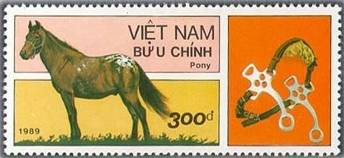 VIỆT NAM
BƯU CHÍNH
Pony
300đ
1989